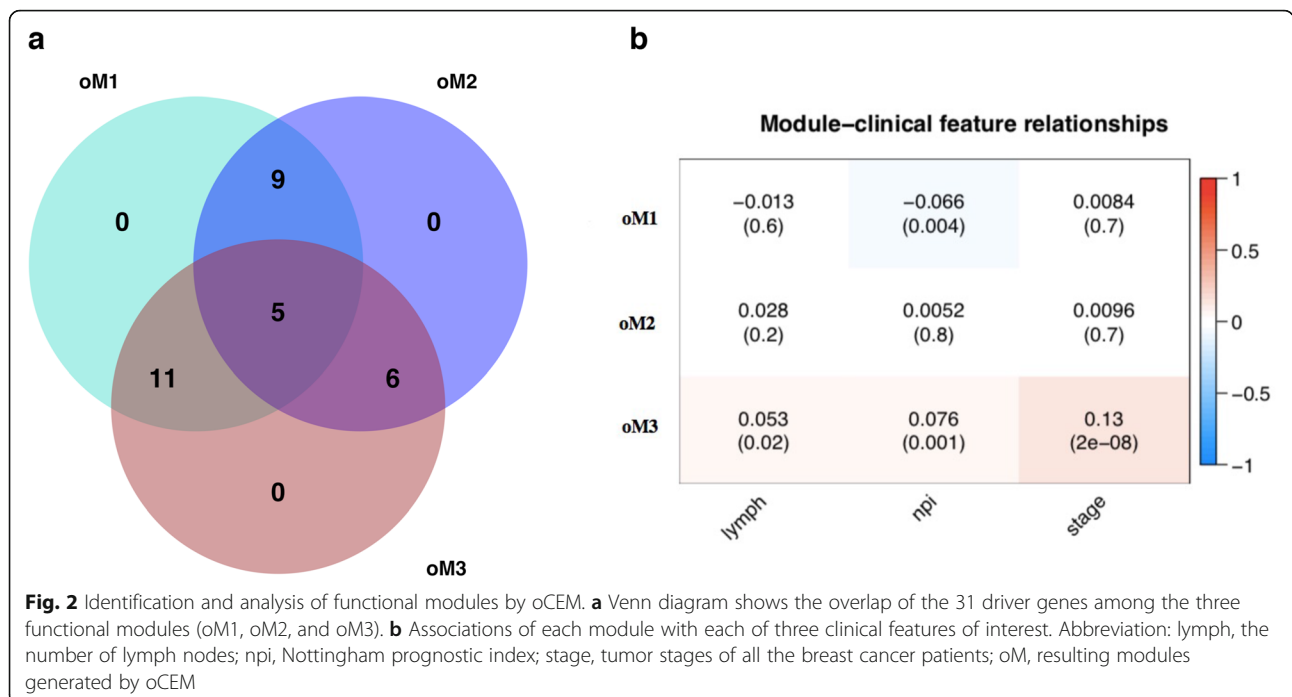 a
oM1
oM2
9
0
0
5
11
6
0
oM3
b
Module–clinical feature relationships
oM1
−0.013
(0.6)
−0.066
(0.004)
0.0084
(0.7)
oM2
0.028
(0.2)
0.0052
(0.8)
0.0096
(0.7)
oM3
0.053
(0.02)
0.076
(0.001)
0.13
(2e−08)
lymph
npi
stage
1
0.5
0
−0.5
−1
Fig. 2 Identification and analysis of functional modules by oCEM. a Venn diagram shows the overlap of the 31 driver genes among the three
functional modules (oM1, oM2, and oM3). b Associations of each module with each of three clinical features of interest. Abbreviation: lymph, the
number of lymph nodes; npi, Nottingham prognostic index; stage, tumor stages of all the breast cancer patients; oM, resulting modules
generated by oCEM